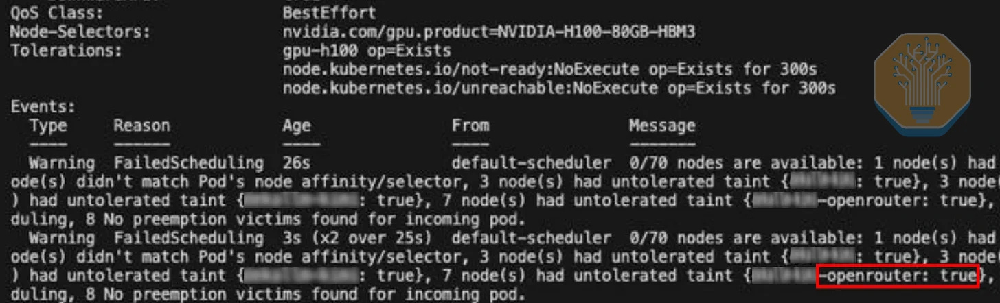 QoS Class: BestEffort
Node-Selectors: nvidia.com/gpu.product=NVIDIA-H100-80GB-HBM3
Tolerations: gpu-h100 op=Exists
node.kubernetes.io/not-ready:NoExecute op=Exists for 300s
node.kubernetes.io/unreachable:NoExecute op=Exists for 300s
Events:
Type Reason Age From Message
---- ------ ---- ---- -------
Warning FailedScheduling 26s default-scheduler 0/70 nodes are available: 1 node(s) had
ode(s) didn't match Pod's node affinity/selector, 3 node(s) had untolerated taint { : true}, 3 node
) had untolerated taint { : true}, 7 node(s) had untolerated taint { -openrouter: true},
duling, 8 No preemption victims found for incoming pod.
Warning FailedScheduling 3s (x2 over 25s) default-scheduler 0/70 nodes are available: 1 node(s) had
ode(s) didn't match Pod's node affinity/selector, 3 node(s) had untolerated taint { : true}, 3 node
) had untolerated taint { : true}, 7 node(s) had untolerated taint { -openrouter: true},
duling, 8 No preemption victims found for incoming pod.